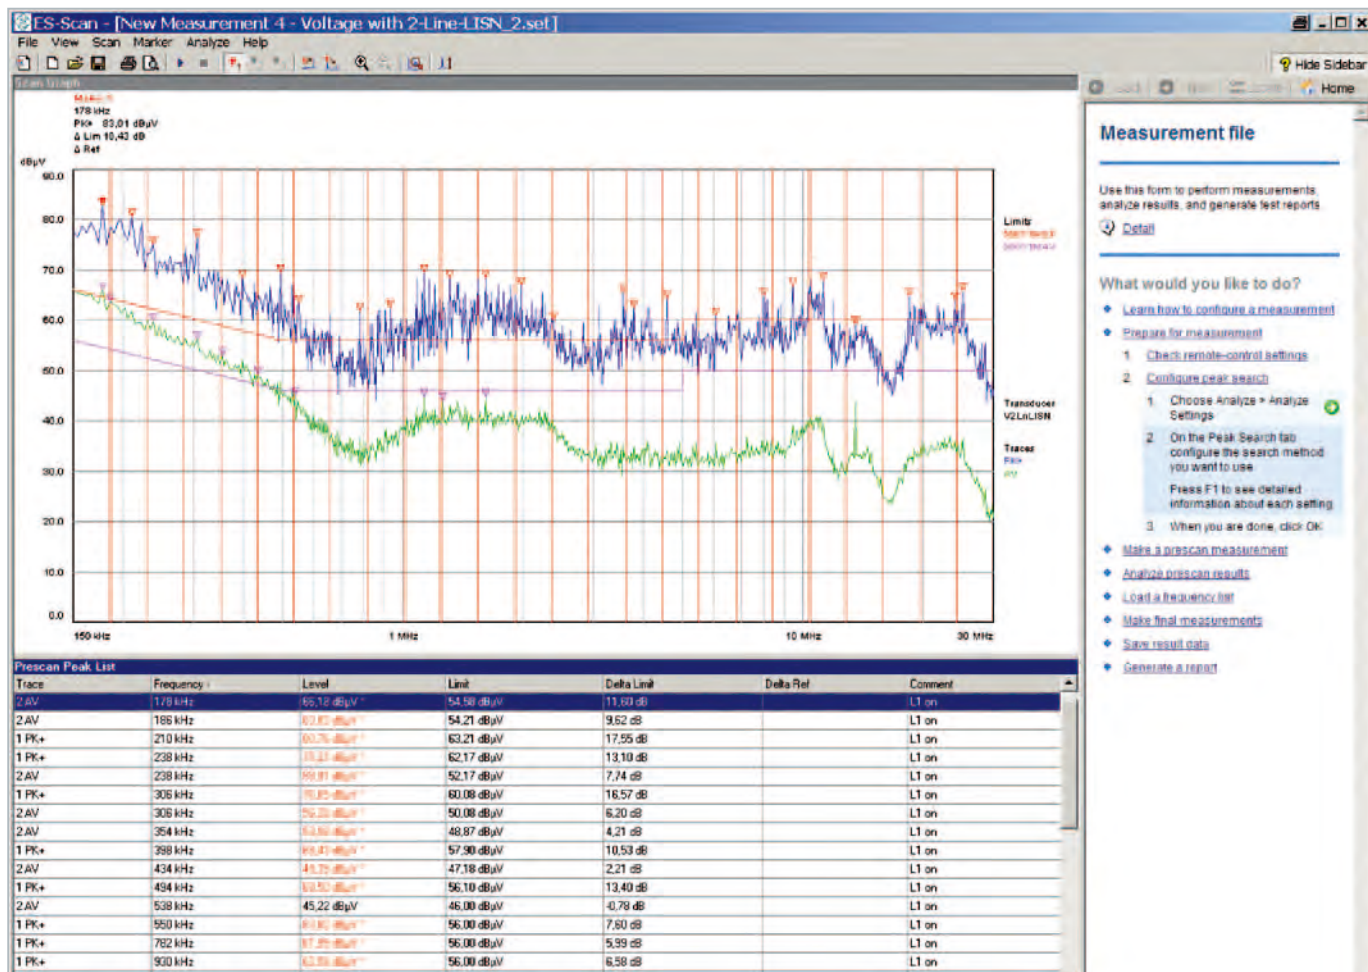 ES-Scan - [New Measurement 4 - Voltage with 2-Line-LISN_2.set]
File View Scan Marker Analyze Help
Hide Sidebar
Scan Graph
Home
178 kHz
PK+ 83,01 dBµV
Δ Lim 10,43 dB
Δ Ref
dBµV
90.0
80.0
70.0
60.0
50.0
40.0
30.0
20.0
10.0
0.0
150 kHz 1 MHz 10 MHz 30 MHz
Limits
Transducer
V2LnLISN
Traces
PK+
AV
Measurement file
Use this form to perform measurements, analyze results, and generate test reports
Detail
What would you like to do?
Learn how to configure a measurement
Prepare for measurement
1. Check remote-control settings
2. Configure peak search
1. Choose Analyze > Analyze
Settings
2. On the Peak Search tab
configure the search method
you want to use
Press F1 to see detailed
information about each setting
3. When you are done, click OK
Make a prescan measurement
Analyze prescan results
Load a frequency list
Make final measurements
Save result data
Generate a report
Prescan Peak List
Trace Frequency Level Limit Delta Limit Delta Ref Comment
2 AV 178 kHz 66,18 dBµV 54,58 dBµV 11,60 dB L1 on
2 AV 186 kHz 54,21 dBµV 9,62 dB L1 on
1 PK+ 210 kHz 63,21 dBµV 17,55 dB L1 on
1 PK+ 238 kHz 62,17 dBµV 13,10 dB L1 on
2 AV 238 kHz 52,17 dBµV 7,74 dB L1 on
1 PK+ 306 kHz 60,08 dBµV 16,57 dB L1 on
2 AV 306 kHz 50,08 dBµV 6,20 dB L1 on
2 AV 354 kHz 48,87 dBµV 4,21 dB L1 on
1 PK+ 398 kHz 57,90 dBµV 10,53 dB L1 on
2 AV 434 kHz 47,18 dBµV 2,21 dB L1 on
1 PK+ 494 kHz 56,10 dBµV 13,40 dB L1 on
2 AV 538 kHz 45,22 dBµV 46,00 dBµV -0,78 dB L1 on
1 PK+ 550 kHz 56,00 dBµV 7,60 dB L1 on
1 PK+ 782 kHz 56,00 dBµV 5,99 dB L1 on
1 PK+ 930 kHz 56,00 dBµV 6,58 dB L1 on